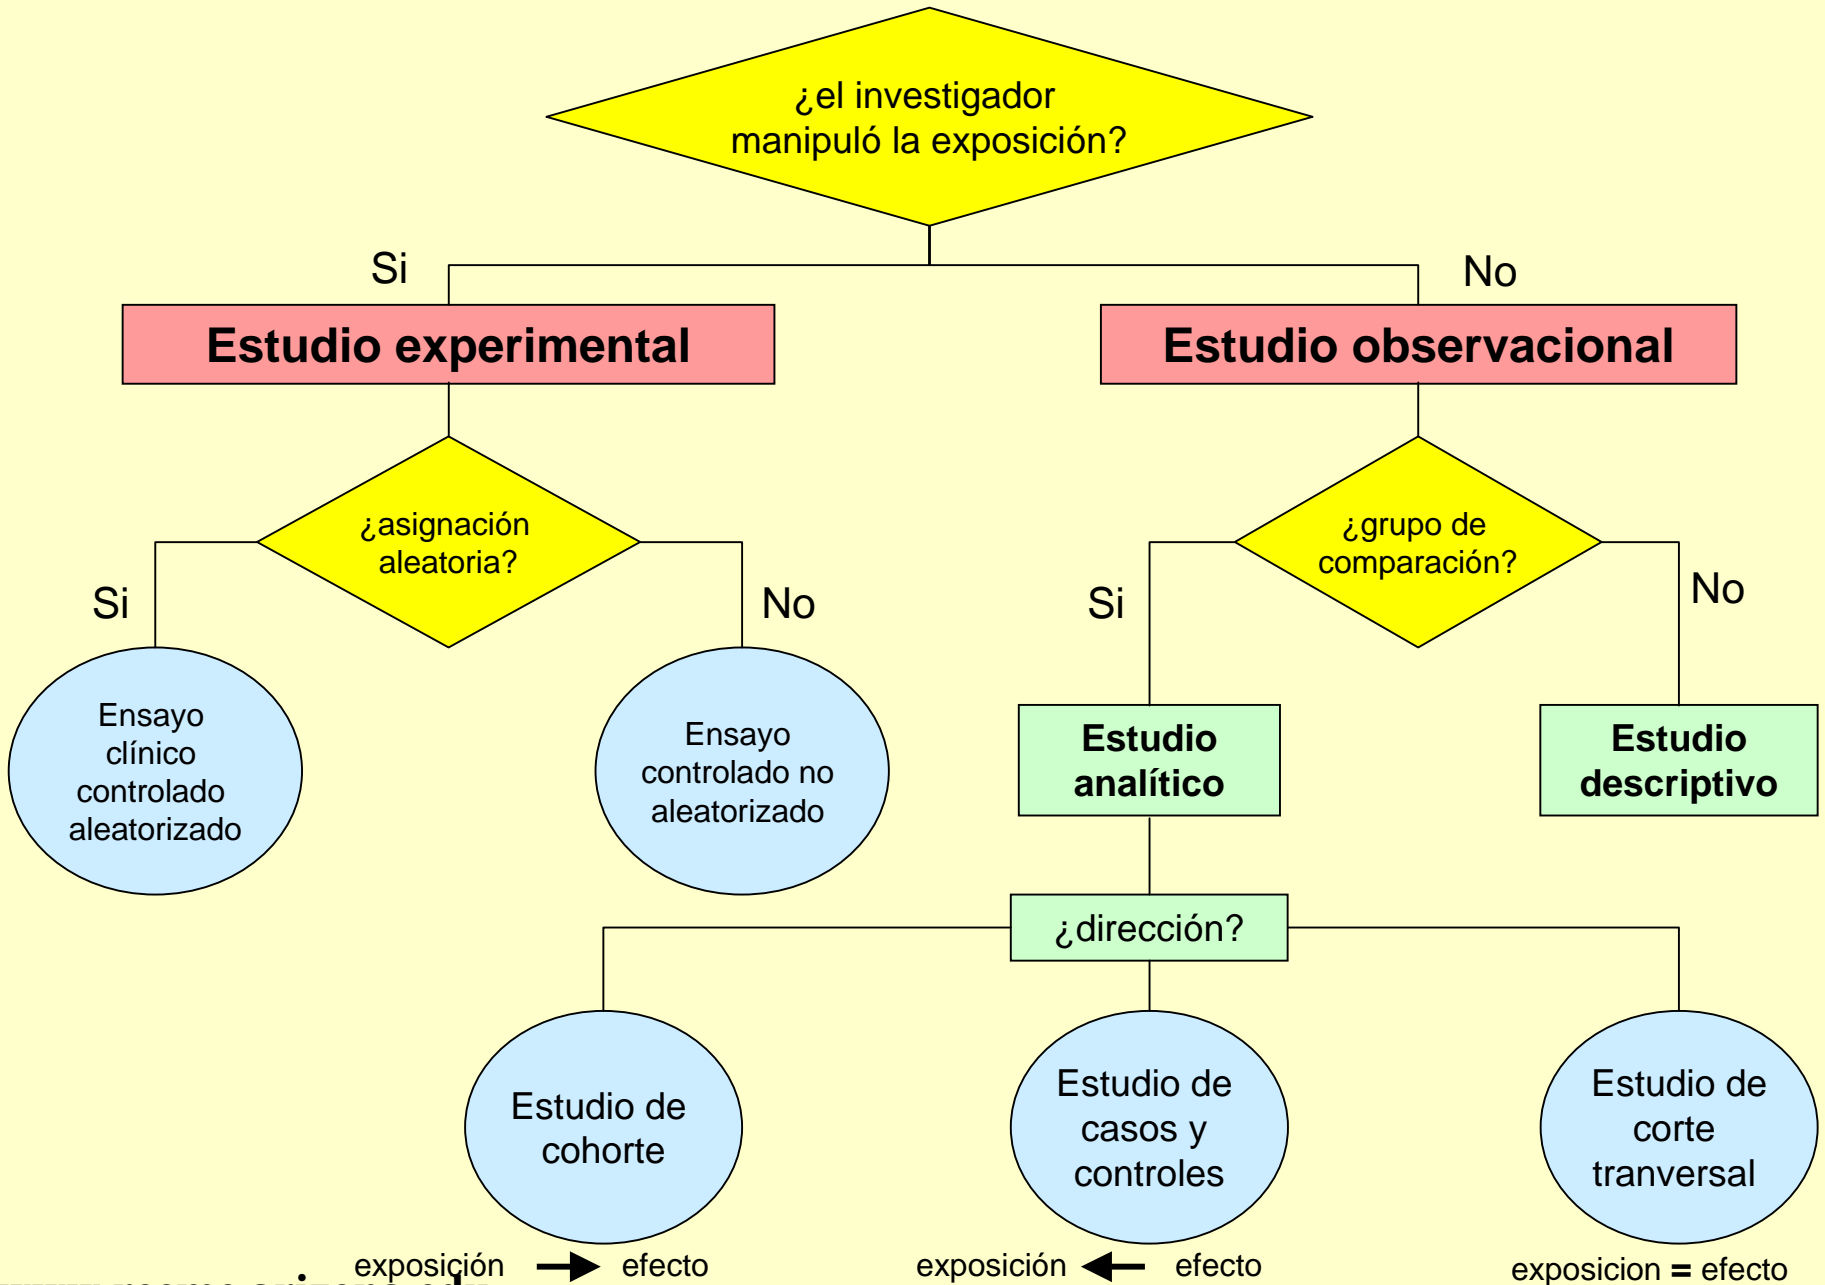 ¿el investigador
manipuló la exposición?
Si
No
Estudio experimental
Estudio observacional
¿asignación
aleatoria?
¿grupo de
comparación?
Si
No
Si
No
Ensayo
clínico
controlado
aleatorizado
Ensayo
controlado no
aleatorizado
Estudio
analítico
Estudio
descriptivo
¿dirección?
Estudio de
cohorte
Estudio de
casos y
controles
Estudio de
corte
tranversal
exposición → efecto
exposición ← efecto
exposicion = efecto